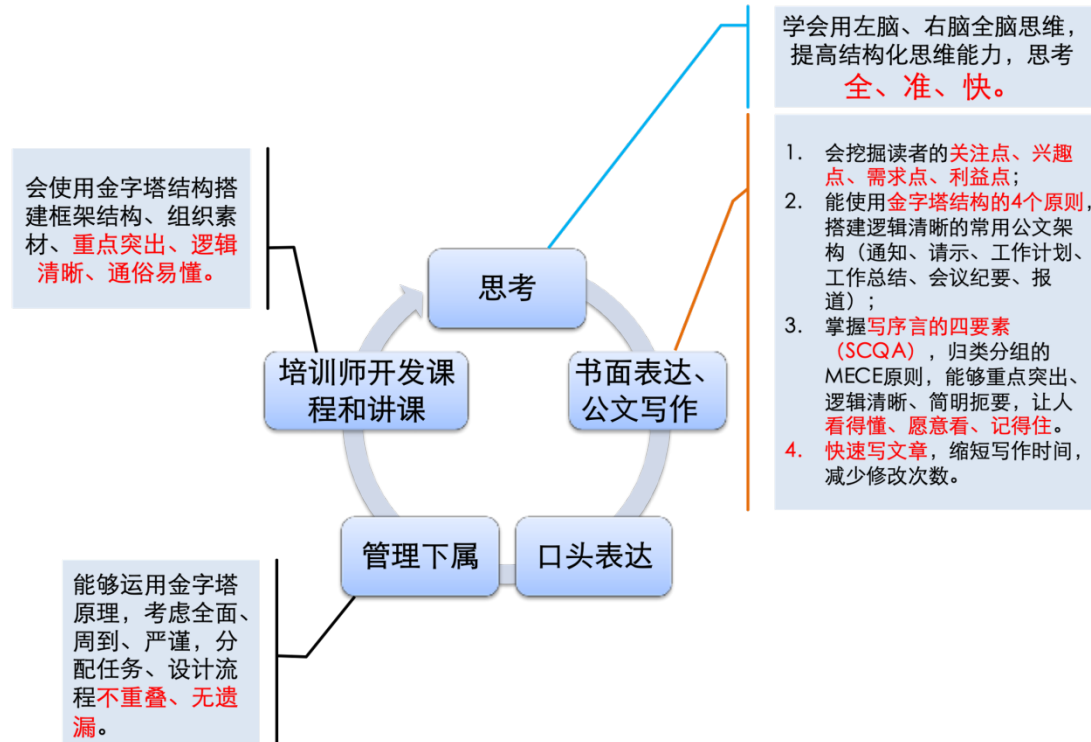 学会用左脑、右脑全脑思维，
提高结构化思维能力，思考
全、准、快。
1. 会挖掘读者的关注点、兴趣
点、需求点、利益点；
2. 能使用金字塔结构的4个原则，
搭建逻辑清晰的常用公文架
构（通知、请示、工作计划、
工作总结、会议纪要、报
道）；
3. 掌握写序言的四要素
（SCQA），归类分组的
MECE原则，能够重点突出、
逻辑清晰、简明扼要，让人
看得懂、愿意看、记得住。
4. 快速写文章，缩短写作时间，
减少修改次数。
会使用金字塔结构搭
建框架结构、组织素
材、重点突出、逻辑
清晰、通俗易懂。
思考
培训师开发课
程和讲课
书面表达、
公文写作
管理下属
口头表达
能够运用金字塔
原理，考虑全面、
周到、严谨，分
配任务、设计流
程不重叠、无遗
漏。